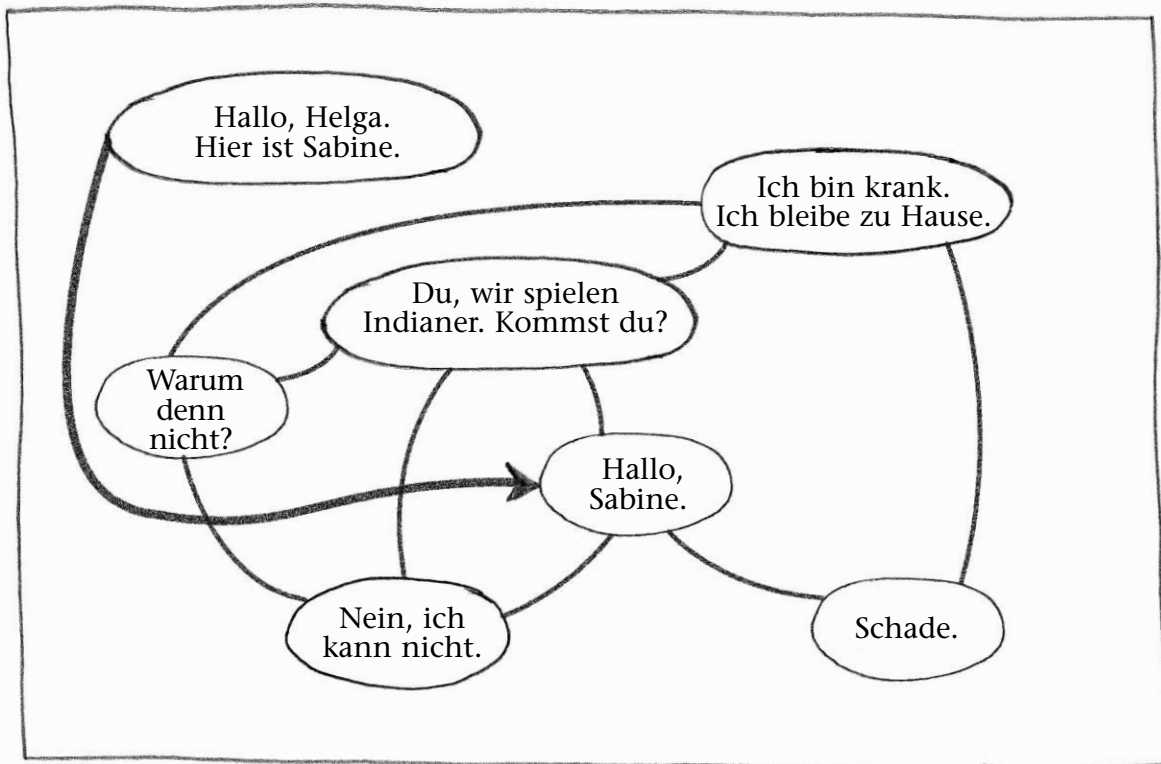 Hallo, Helga.
Hier ist Sabine.
Ich bin krank.
Ich bleibe zu Hause.
Du, wir spielen
Indianer. Kommst du?
Warum
denn
nicht?
Hallo,
Sabine.
Nein, ich
kann nicht.
Schade.